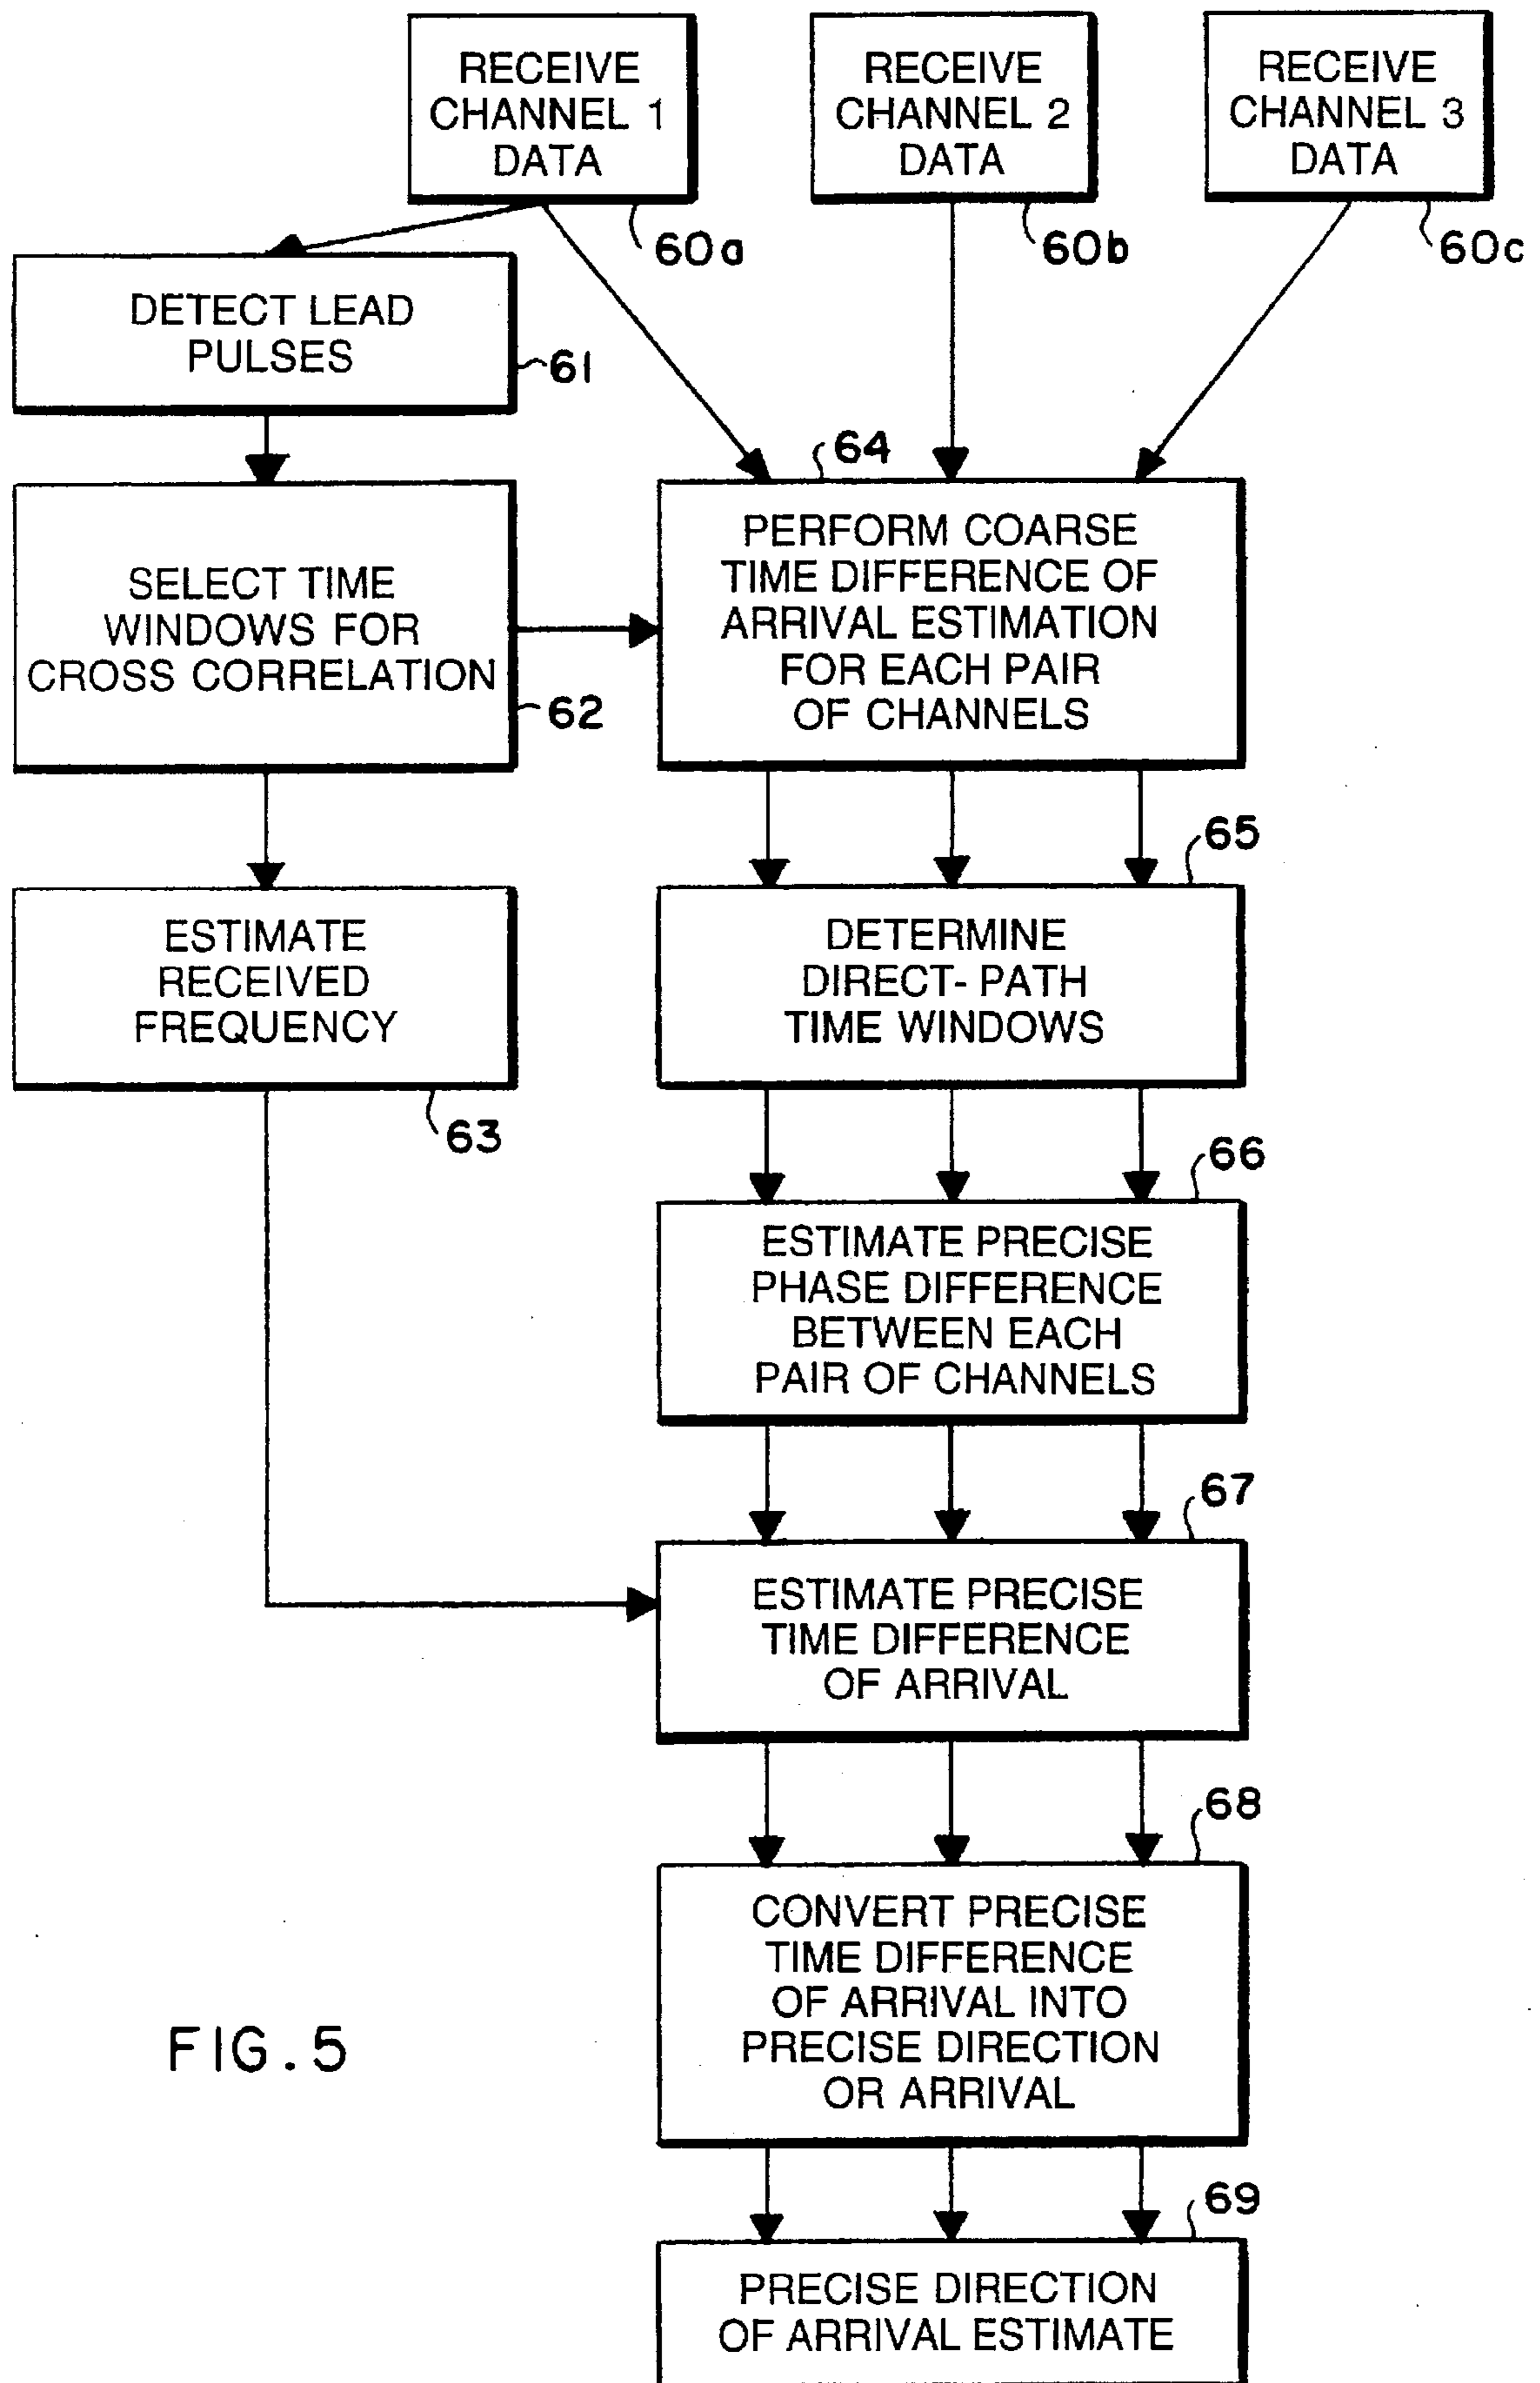 RECEIVE
CHANNEL 1
DATA
60a
RECEIVE
CHANNEL 2
DATA
60b
RECEIVE
CHANNEL 3
DATA
60c
DETECT LEAD
PULSES
61
SELECT TIME
WINDOWS FOR
CROSS CORRELATION
62
64
PERFORM COARSE
TIME DIFFERENCE OF
ARRIVAL ESTIMATION
FOR EACH PAIR
OF CHANNELS
ESTIMATE
RECEIVED
FREQUENCY
63
65
DETERMINE
DIRECT- PATH
TIME WINDOWS
66
ESTIMATE PRECISE
PHASE DIFFERENCE
BETWEEN EACH
PAIR OF CHANNELS
67
ESTIMATE PRECISE
TIME DIFFERENCE
OF ARRIVAL
68
CONVERT PRECISE
TIME DIFFERENCE
OF ARRIVAL INTO
PRECISE DIRECTION
OR ARRIVAL
69
PRECISE DIRECTION
OF ARRIVAL ESTIMATE
FIG. 5